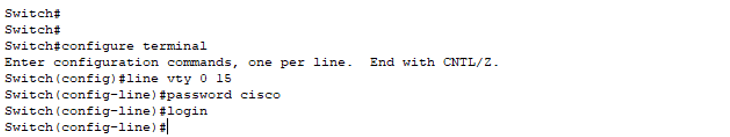 Switch#
Switch#
Switch#configure terminal
Enter configuration commands, one per line.  End with CNTL/Z.
Switch(config)#line vty 0 15
Switch(config-line)#password cisco
Switch(config-line)#login
Switch(config-line)#